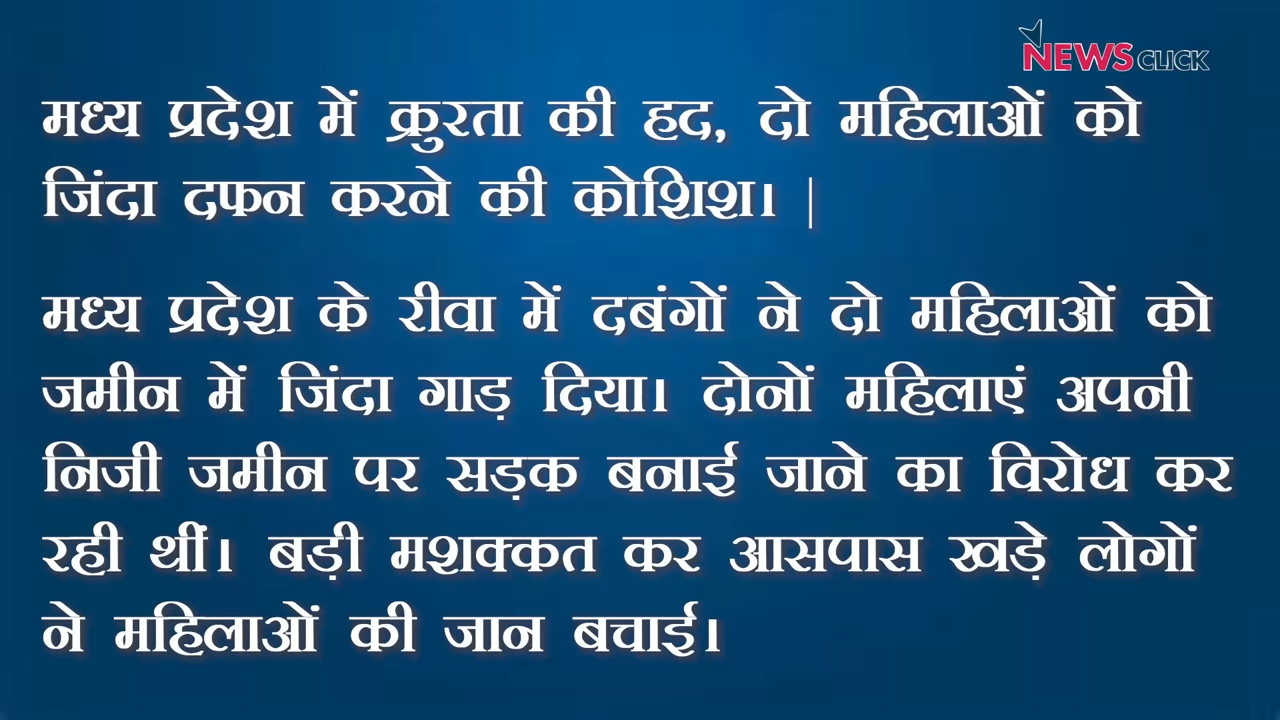 NEWSCLICK
मध्य प्रदेश में क्रुरता की हद, दो महिलाओं को
जिंदा दफन करने की कोशिश। |
मध्य प्रदेश के रीवा में दबंगों ने दो महिलाओं को
जमीन में जिंदा गाड़ दिया। दोनों महिलाएं अपनी
निजी जमीन पर सड़क बनाई जाने का विरोध कर
रही थीं। बड़ी मशक्कत कर आसपास खड़े लोगों
ने महिलाओं की जान बचाई।